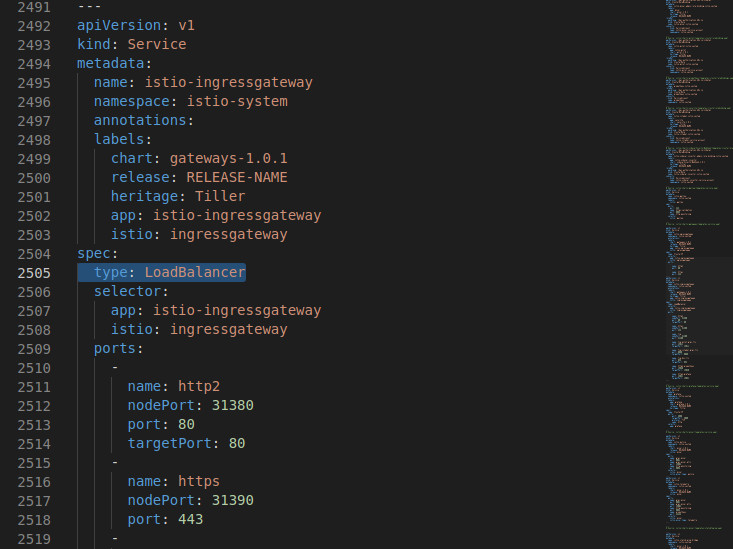 2491 ---
2492 apiVersion: v1
2493 kind: Service
2494 metadata:
2495   name: istio-ingressgateway
2496   namespace: istio-system
2497   annotations:
2498   labels:
2499     chart: gateways-1.0.1
2500     release: RELEASE-NAME
2501     heritage: Tiller
2502     app: istio-ingressgateway
2503     istio: ingressgateway
2504 spec:
2505   type: LoadBalancer
2506   selector:
2507     app: istio-ingressgateway
2508     istio: ingressgateway
2509   ports:
2510     -
2511       name: http2
2512       nodePort: 31380
2513       port: 80
2514       targetPort: 80
2515     -
2516       name: https
2517       nodePort: 31390
2518       port: 443
2519     -